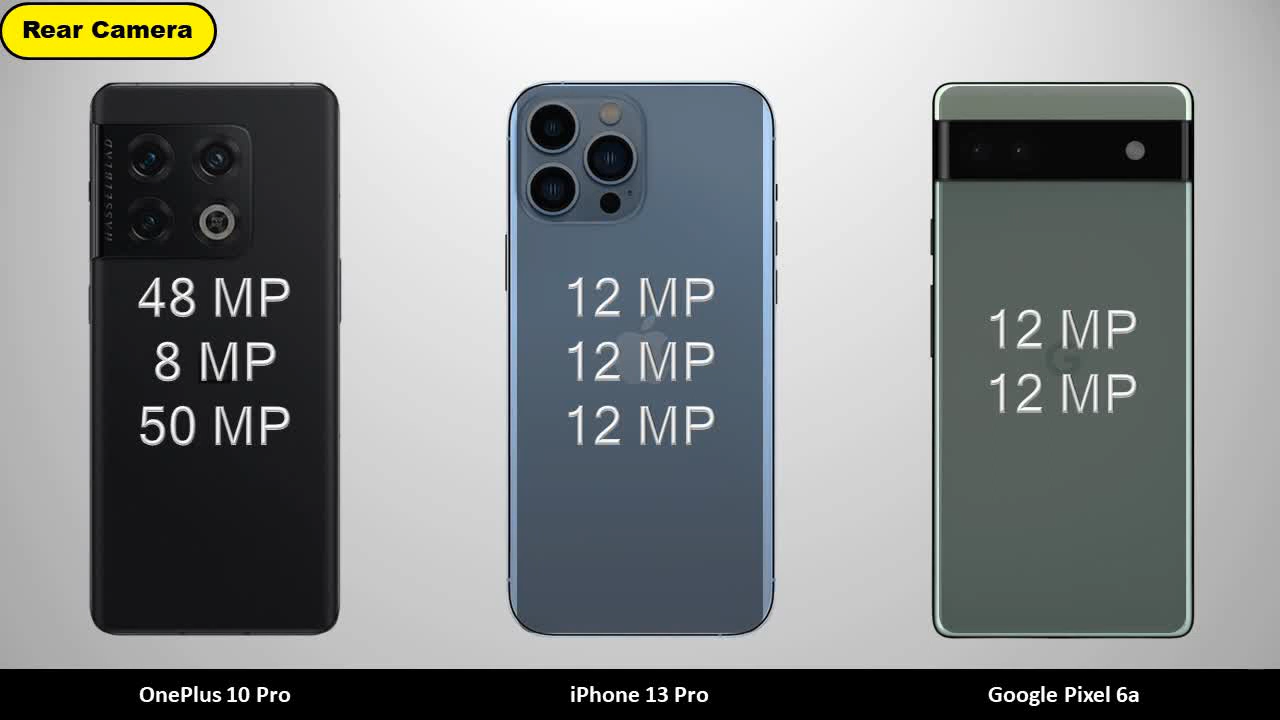 Rear Camera
HASSELBLAD
48 MP
8 MP
50 MP
12 MP
12 MP
12 MP
12 MP
12 MP
OnePlus 10 Pro
iPhone 13 Pro
Google Pixel 6a